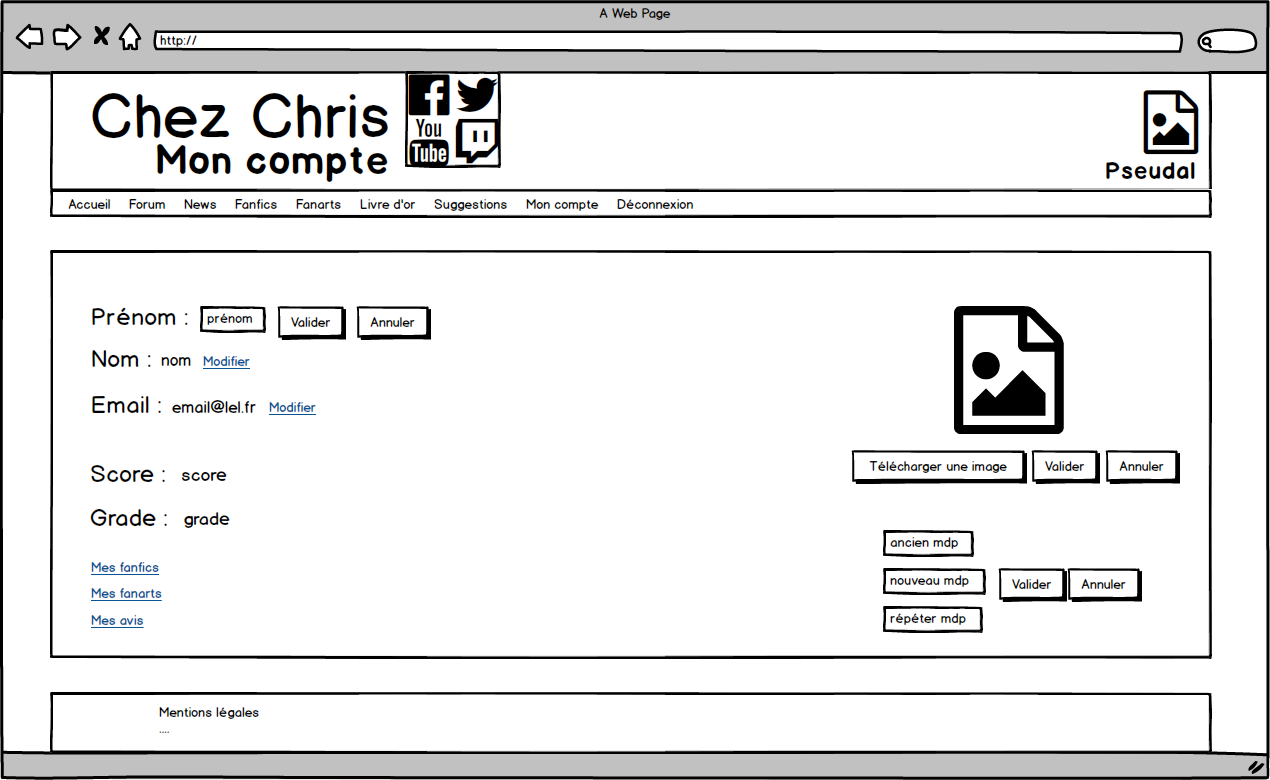 A Web Page
http://
Chez Chris
Mon compte
You
Tube
Pseudal
Accueil Forum News Fanfics Fanarts Livre d'or Suggestions Mon compte Déconnexion
Prénom : prénom Valider Annuler
Nom : nom Modifier
Email : email@lel.fr Modifier
Télécharger une image Valider Annuler
Score : score
Grade : grade
ancien mdp
Mes fanfics
nouveau mdp Valider Annuler
Mes fanarts
répéter mdp
Mes avis
Mentions légales
....